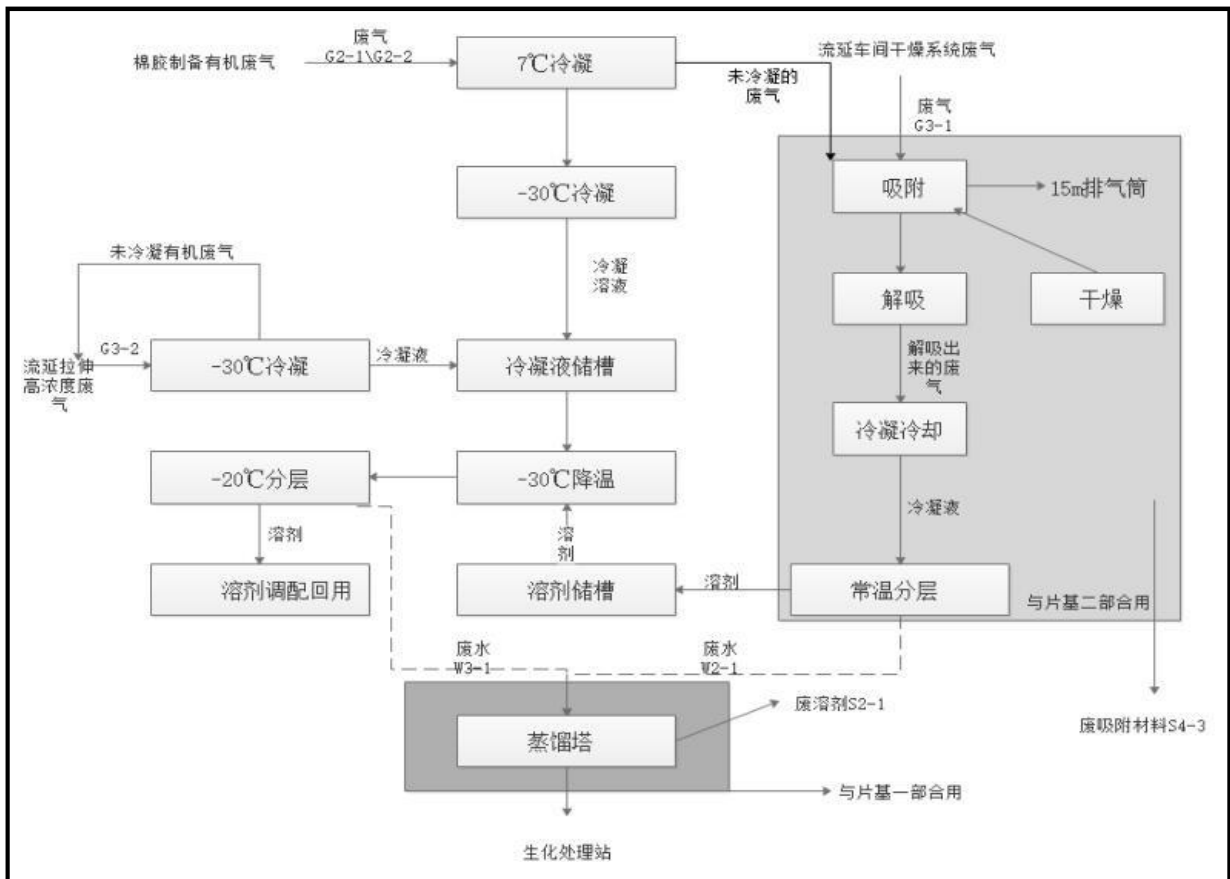 废气
G2-1\G2-2
棉胶制备有机废气
7℃冷凝
未冷凝的
废气
流延车间干燥系统废气
废气
G3-1
-30℃冷凝
吸附
15m排气筒
未冷凝有机废气
冷凝
溶液
解吸
干燥
G3-2
流延拉伸
高浓度废
气
-30℃冷凝
冷凝液
冷凝液储槽
解吸出
来的废
气
冷凝冷却
-20℃分层
-30℃降温
冷凝液
溶剂
溶
剂
溶剂调配回用
溶剂储槽
溶剂
常温分层
与片基二部合用
废水
W3-1
废水
W2-1
废溶剂S2-1
蒸馏塔
废吸附材料S4-3
与片基一部合用
生化处理站